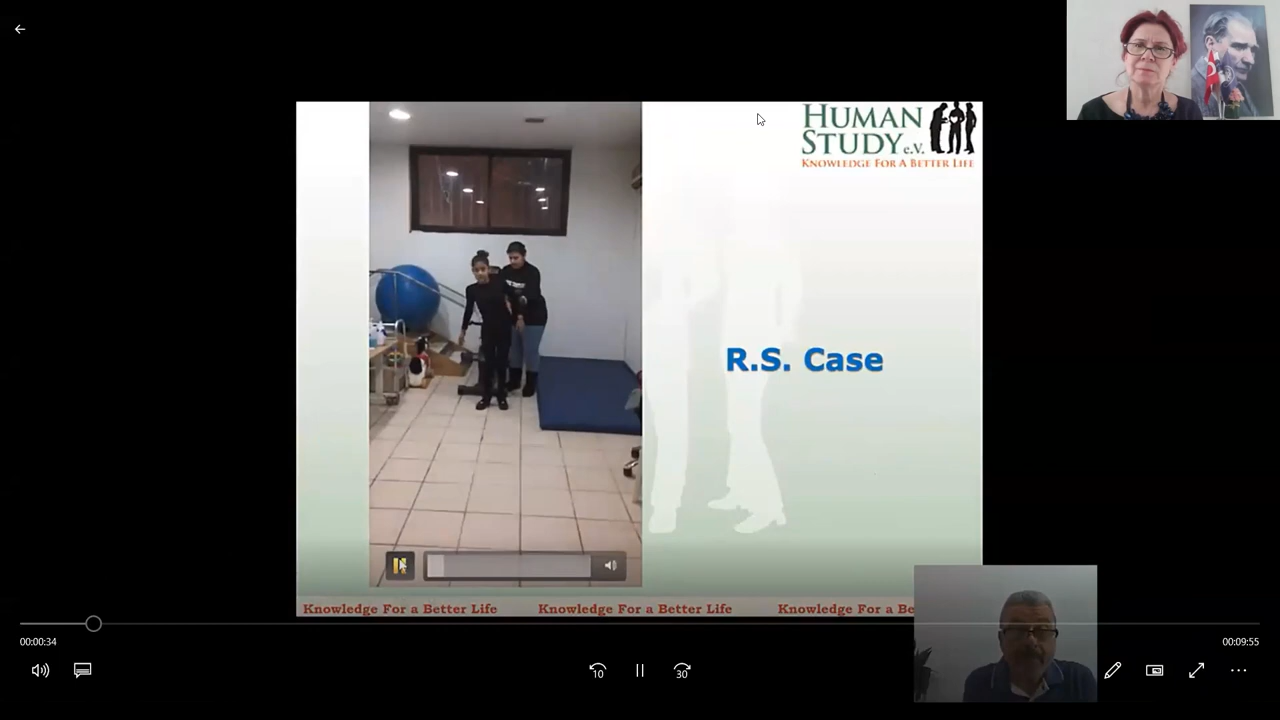 HUMAN
STUDY e.V.
KNOWLEDGE FOR A BETTER LIFE
R.S. Case
Knowledge For a Better Life Knowledge For a Better Life Knowledge For a Be
00:00:34
00:09:55
10
30